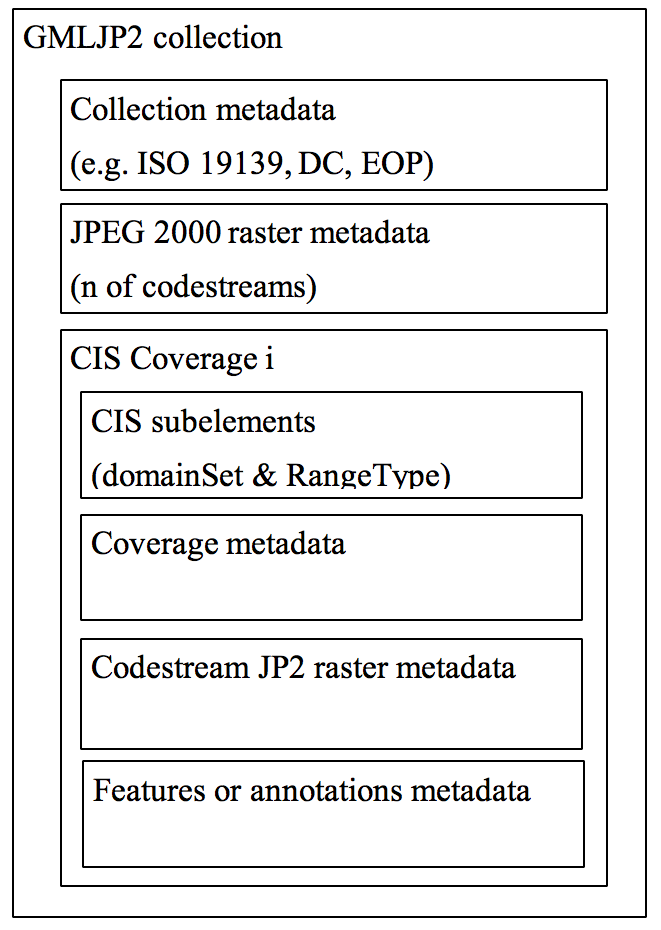 GMLJP2 collection
Collection metadata
(e.g. ISO 19139, DC, EOP)
JPEG 2000 raster metadata
(n of codestreams)
CIS Coverage i
CIS subelements
(domainSet & RangeType)
Coverage metadata
Codestream JP2 raster metadata
Features or annotations metadata